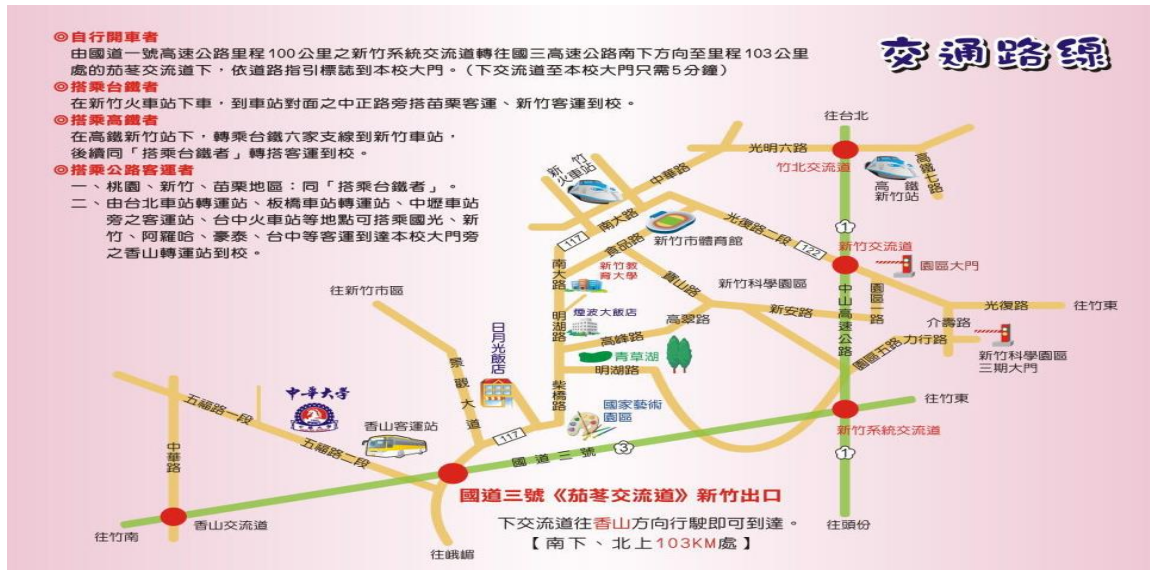 交通路線
◎自行開車者
由國道一號高速公路里程100公里之新竹系統交流道轉往國三高速公路南下方向至里程103公里
處的茄苳交流道下，依道路指引標誌到本校大門。(下交流道至本校大門只需5分鐘)
◎搭乘台鐵者
在新竹火車站下車，到車站對面之中正路旁搭苗栗客運、新竹客運到校。
◎搭乘高鐵者
在高鐵新竹站下，轉乘台鐵六家支線到新竹車站，
後續同「搭乘台鐵者」轉搭客運到校。
◎搭乘公路客運者
一、桃園、新竹、苗栗地區：同「搭乘台鐵者」。
二、由台北車站轉運站、板橋車站轉運站、中壢車站
旁之客運站、台中火車站等地點可搭乘國光、新
竹、阿羅哈、豪泰、台中等客運到達本校大門旁
之香山轉運站到校。
往台北
光明六路
竹北交流道
高鐵七路
高鐵
新竹站
新竹
火車站
中華路
南大路
117
食品路
新竹市體育館
光復路二段
122
1
新竹交流道
園區大門
南大路
新竹教
育大學
寶山路
新竹科學園區
中山高速公路
園區一路
往新竹市區
煙波大飯店
明湖路
高翠路
新安路
光復路
往竹東
介壽路
力行路
園區五路
新竹科學園區
三期大門
日月光飯店
高峰路
青草湖
明湖路
景觀大道
柴橋路
國家藝術
園區
往竹東
中華大學
五福路一段
香山客運站
五福路二段
中華路
117
國道三號
3
新竹系統交流道
1
國道三號《茄苳交流道》新竹出口
下交流道往香山方向行駛即可到達。
【南下、北上103KM處】
香山交流道
往竹南
往峨嵋
往頭份